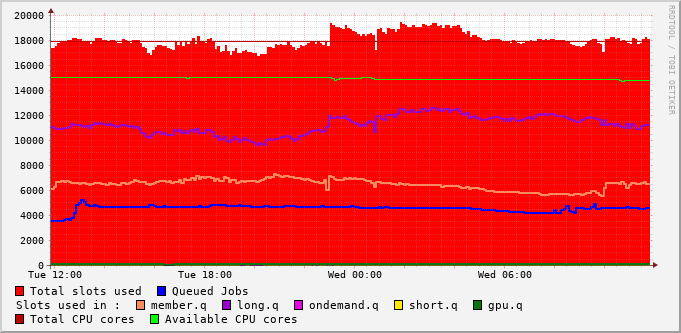 20000
18000
16000
14000
12000
10000
8000
6000
4000
2000
0
Tue 12:00 Tue 18:00 Wed 00:00 Wed 06:00
Total slots used Queued Jobs
Slots used in : member.q long.q ondemand.q short.q gpu.q
Total CPU cores Available CPU cores
RRDTOOL / TOBI OETIKER